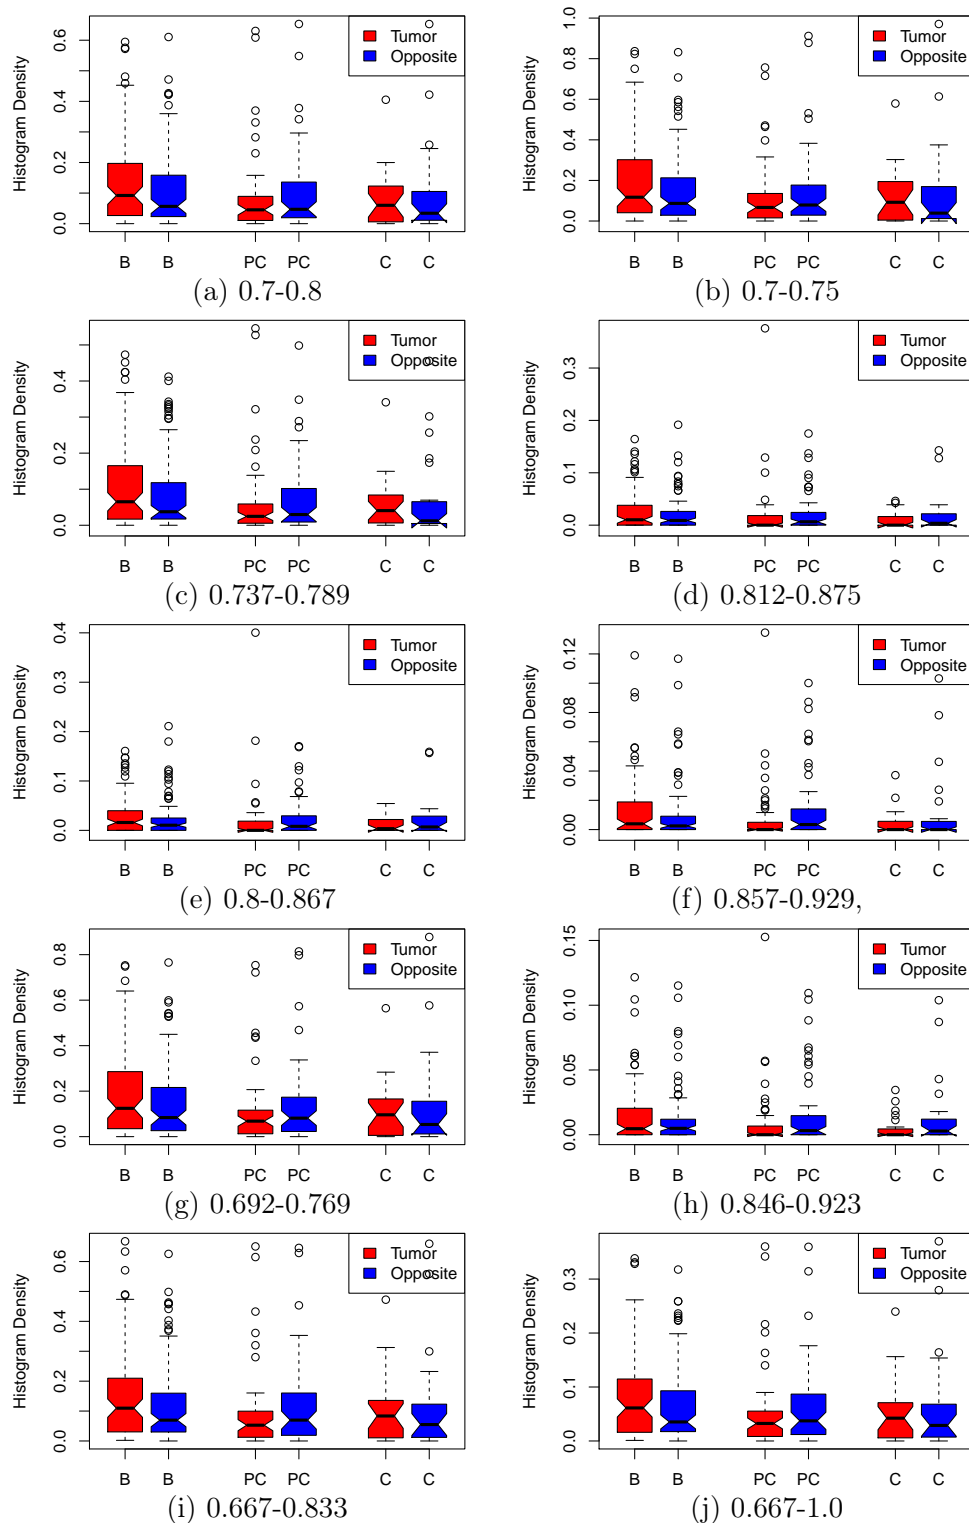 Histogram Density
0.0 0.2 0.4 0.6
Tumor
Opposite
B B PC PC C C
(a) 0.7-0.8
Histogram Density
0.0 0.2 0.4 0.6 0.8 1.0
Tumor
Opposite
B B PC PC C C
(b) 0.7-0.75
Histogram Density
0.0 0.2 0.4
Tumor
Opposite
B B PC PC C C
(c) 0.737-0.789
Histogram Density
0.0 0.1 0.2 0.3
Tumor
Opposite
B B PC PC C C
(d) 0.812-0.875
Histogram Density
0.0 0.1 0.2 0.3 0.4
Tumor
Opposite
B B PC PC C C
(e) 0.8-0.867
Histogram Density
0.00 0.04 0.08 0.12
Tumor
Opposite
B B PC PC C C
(f) 0.857-0.929,
Histogram Density
0.0 0.2 0.4 0.6 0.8
Tumor
Opposite
B B PC PC C C
(g) 0.692-0.769
Histogram Density
0.00 0.05 0.10 0.15
Tumor
Opposite
B B PC PC C C
(h) 0.846-0.923
Histogram Density
0.0 0.2 0.4 0.6
Tumor
Opposite
B B PC PC C C
(i) 0.667-0.833
Histogram Density
0.0 0.1 0.2 0.3
Tumor
Opposite
B B PC PC C C
(j) 0.667-1.0